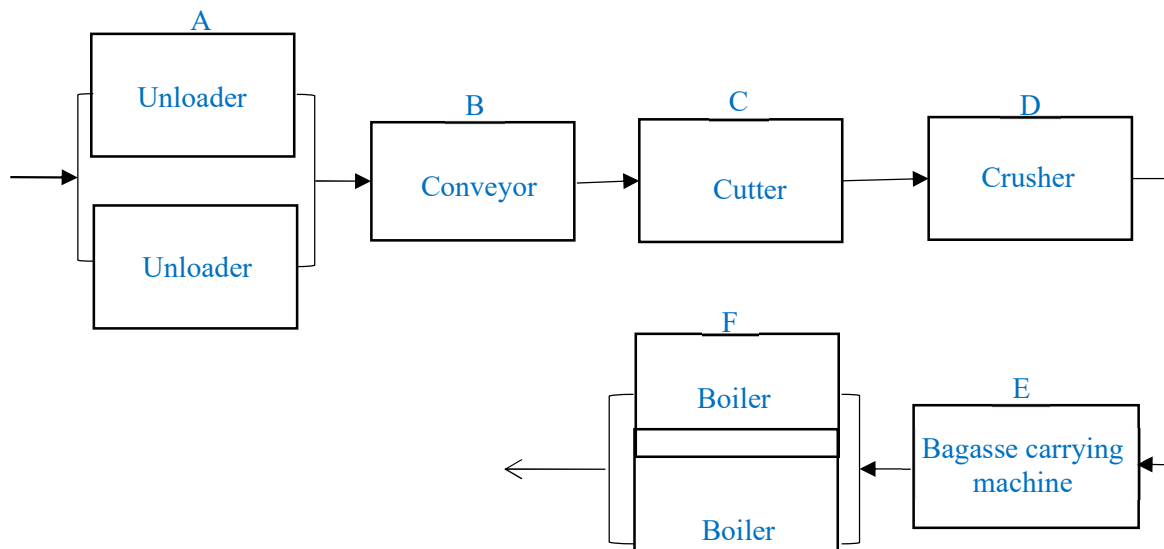 A
Unloader
B
Conveyor
C
Cutter
D
Crusher
Unloader
F
Boiler
E
Bagasse carrying
machine
Boiler